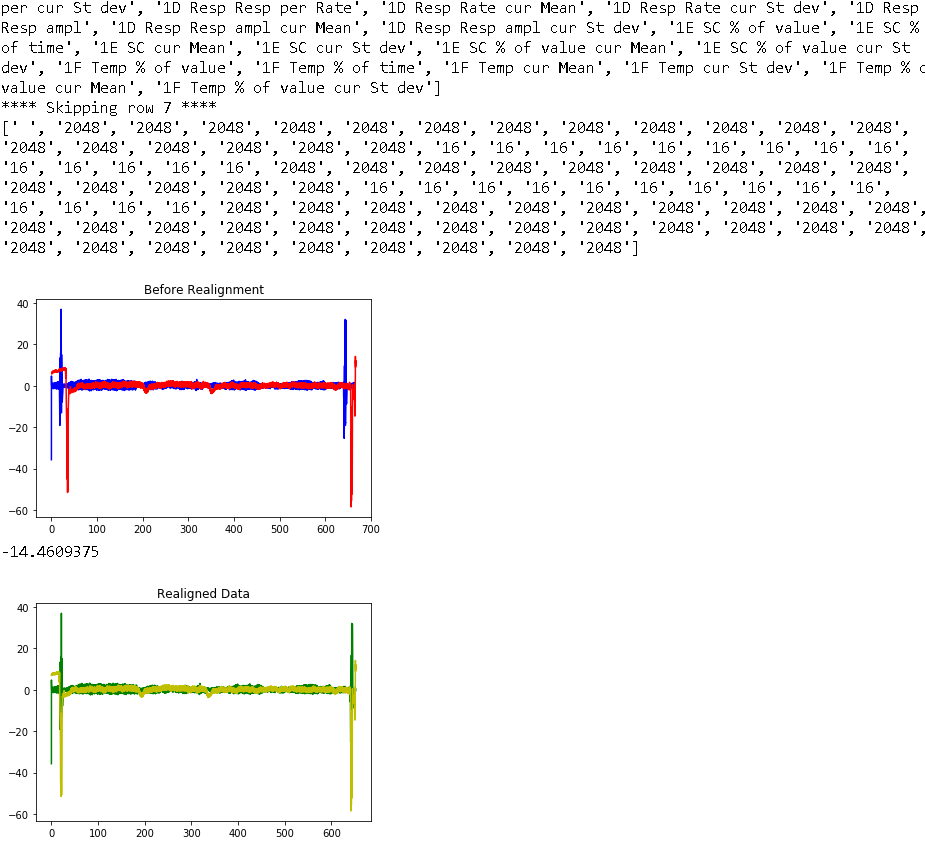 per cur St dev', '1D Resp Resp per Rate', '1D Resp Rate cur Mean', '1D Resp Rate cur St dev', '1D Resp
Resp ampl', '1D Resp Resp ampl cur Mean', '1D Resp Resp ampl cur St dev', '1E SC % of value', '1E SC %
of time', '1E SC cur Mean', '1E SC cur St dev', '1E SC % of value cur Mean', '1E SC % of value cur St
dev', '1F Temp % of value', '1F Temp % of time', '1F Temp cur Mean', '1F Temp cur St dev', '1F Temp %
value cur Mean', '1F Temp % of value cur St dev']
**** Skipping row 7 ****
[' ', '2048', '2048', '2048', '2048', '2048', '2048', '2048', '2048', '2048', '2048', '2048', '2048',
'2048', '2048', '2048', '2048', '2048', '2048', '16', '16', '16', '16', '16', '16', '16', '16', '16',
'16', '16', '16', '16', '16', '2048', '2048', '2048', '2048', '2048', '2048', '2048', '2048', '2048',
'2048', '2048', '2048', '2048', '2048', '16', '16', '16', '16', '16', '16', '16', '16', '16', '16',
'16', '16', '16', '16', '2048', '2048', '2048', '2048', '2048', '2048', '2048', '2048', '2048', '2048',
'2048', '2048', '2048', '2048', '2048', '2048', '2048', '2048', '2048', '2048', '2048', '2048', '2048',
'2048', '2048', '2048', '2048', '2048', '2048', '2048', '2048', '2048']
Before Realignment
40
20
0
−20
−40
−60
0 100 200 300 400 500 600 700
-14.4609375
Realigned Data
40
20
0
−20
−40
−60
0 100 200 300 400 500 600